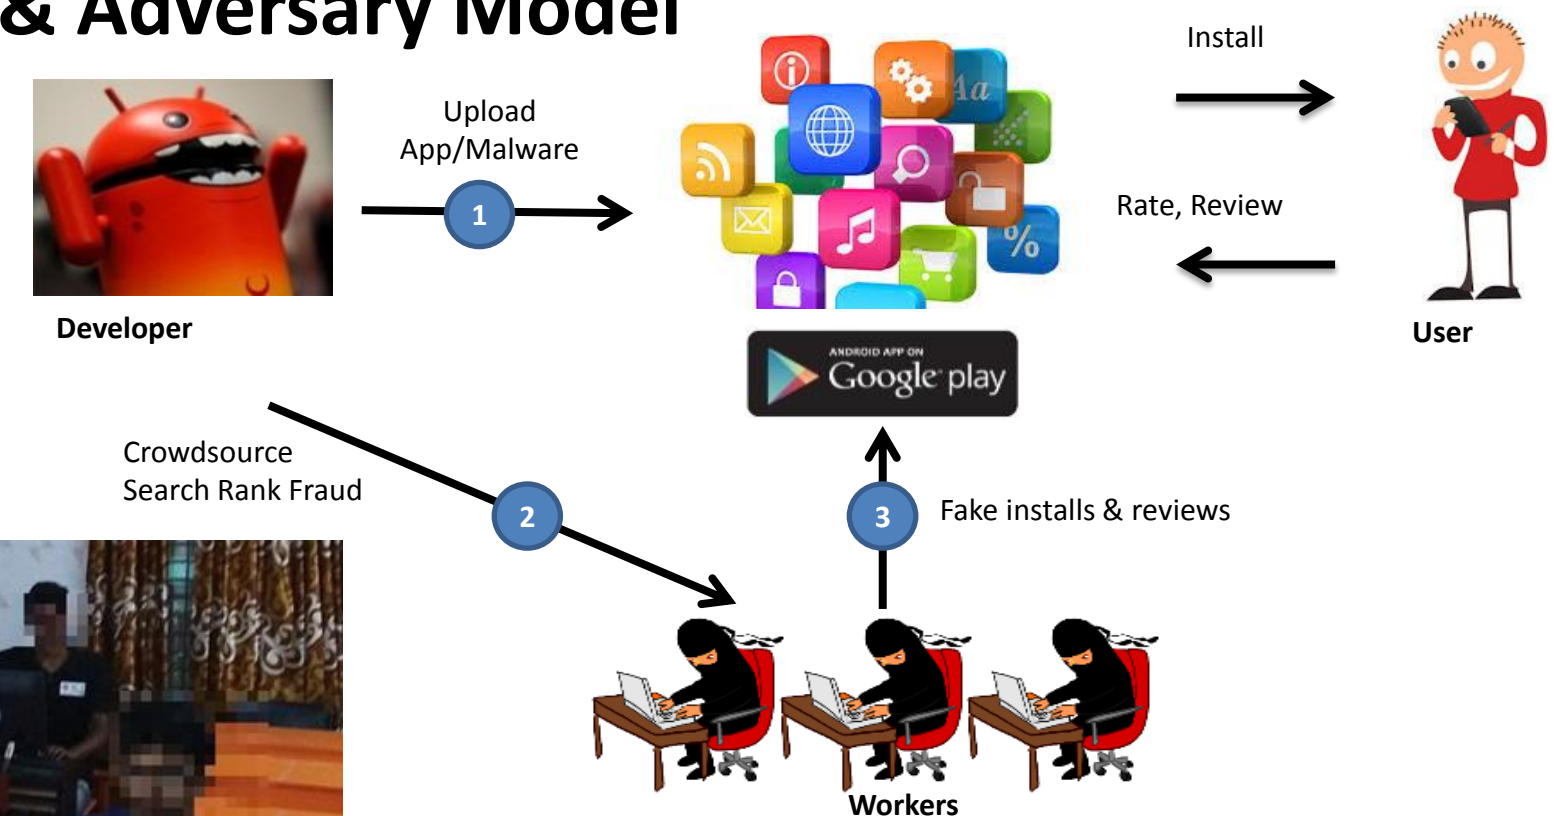 & Adversary Model
Install
Upload
App/Malware
Aa
1
Rate, Review
%
Developer
User
ANDROID APP ON
Google play
Crowdsource
Search Rank Fraud
2
3
Fake installs & reviews
Workers